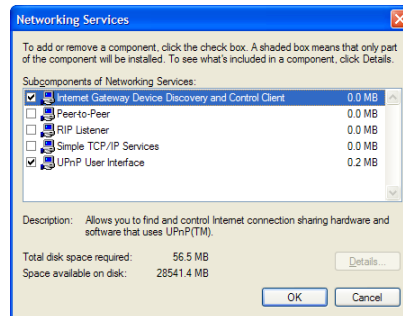 Networking Services
To add or remove a component, click the check box. A shaded box means that only part
of the component will be installed. To see what's included in a component, click Details.
Subcomponents of Networking Services:
Internet Gateway Device Discovery and Control Client 0.0 MB
Peer-to-Peer 0.0 MB
RIP Listener 0.0 MB
Simple TCP/IP Services 0.0 MB
UPnP User Interface 0.2 MB
Description: Allows you to find and control Internet connection sharing hardware and
software that uses UPnP(TM).
Total disk space required: 56.5 MB
Details...
Space available on disk: 28541.4 MB
OK Cancel